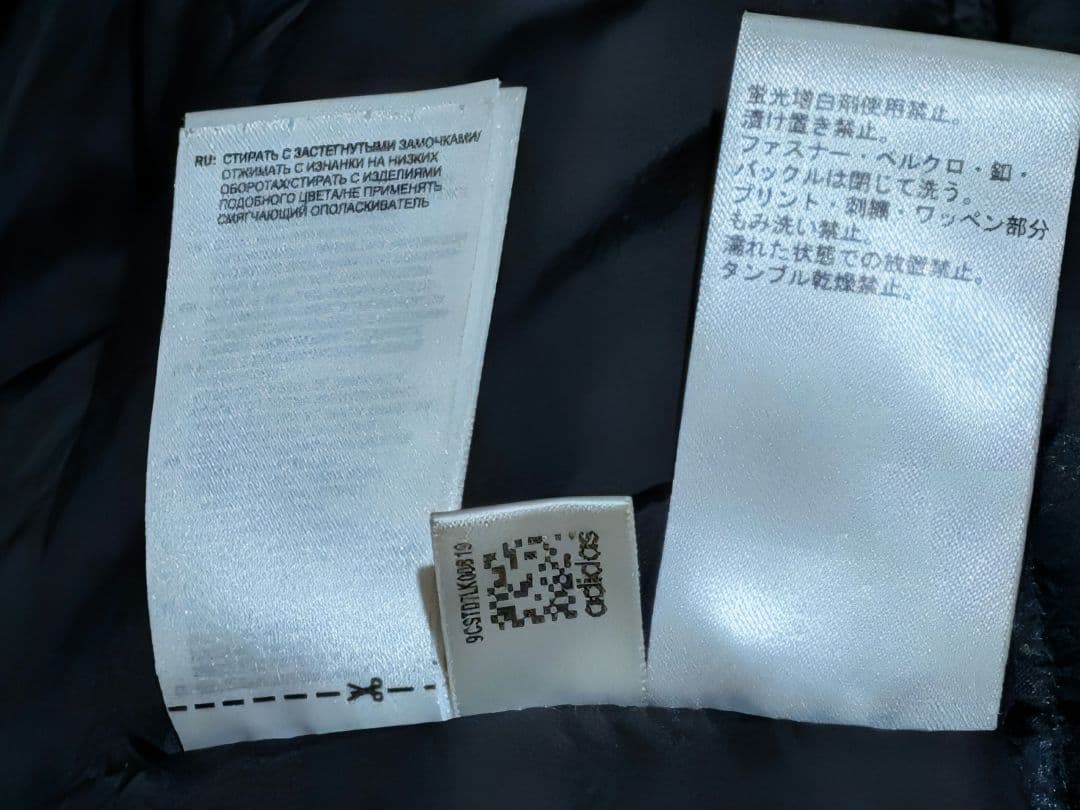 RU: СТИРАТЬ С ЗАСТЕГНУТЫМИ ЗАМОЧКАМИ/
ОТЖИМАТЬ С ИЗНАНКИ НА НИЗКИХ
ОБОРОТАХ/СТИРАТЬ С ИЗДЕЛИЯМИ
ПОДОБНОГО ЦВЕТА/НЕ ПРИМЕНЯТЬ
СМЯГЧАЮЩИЙ ОПОЛАСКИВАТЕЛЬ
9CST07LK00619
adidas
蛍光増白剤使用禁止。
漬け置き禁止。
ファスナー・ベルクロ・釦・
バックルは閉じて洗う。
プリント・刺繍・ワッペン部分
もみ洗い禁止。
濡れた状態での放置禁止。
タンブル乾燥禁止。